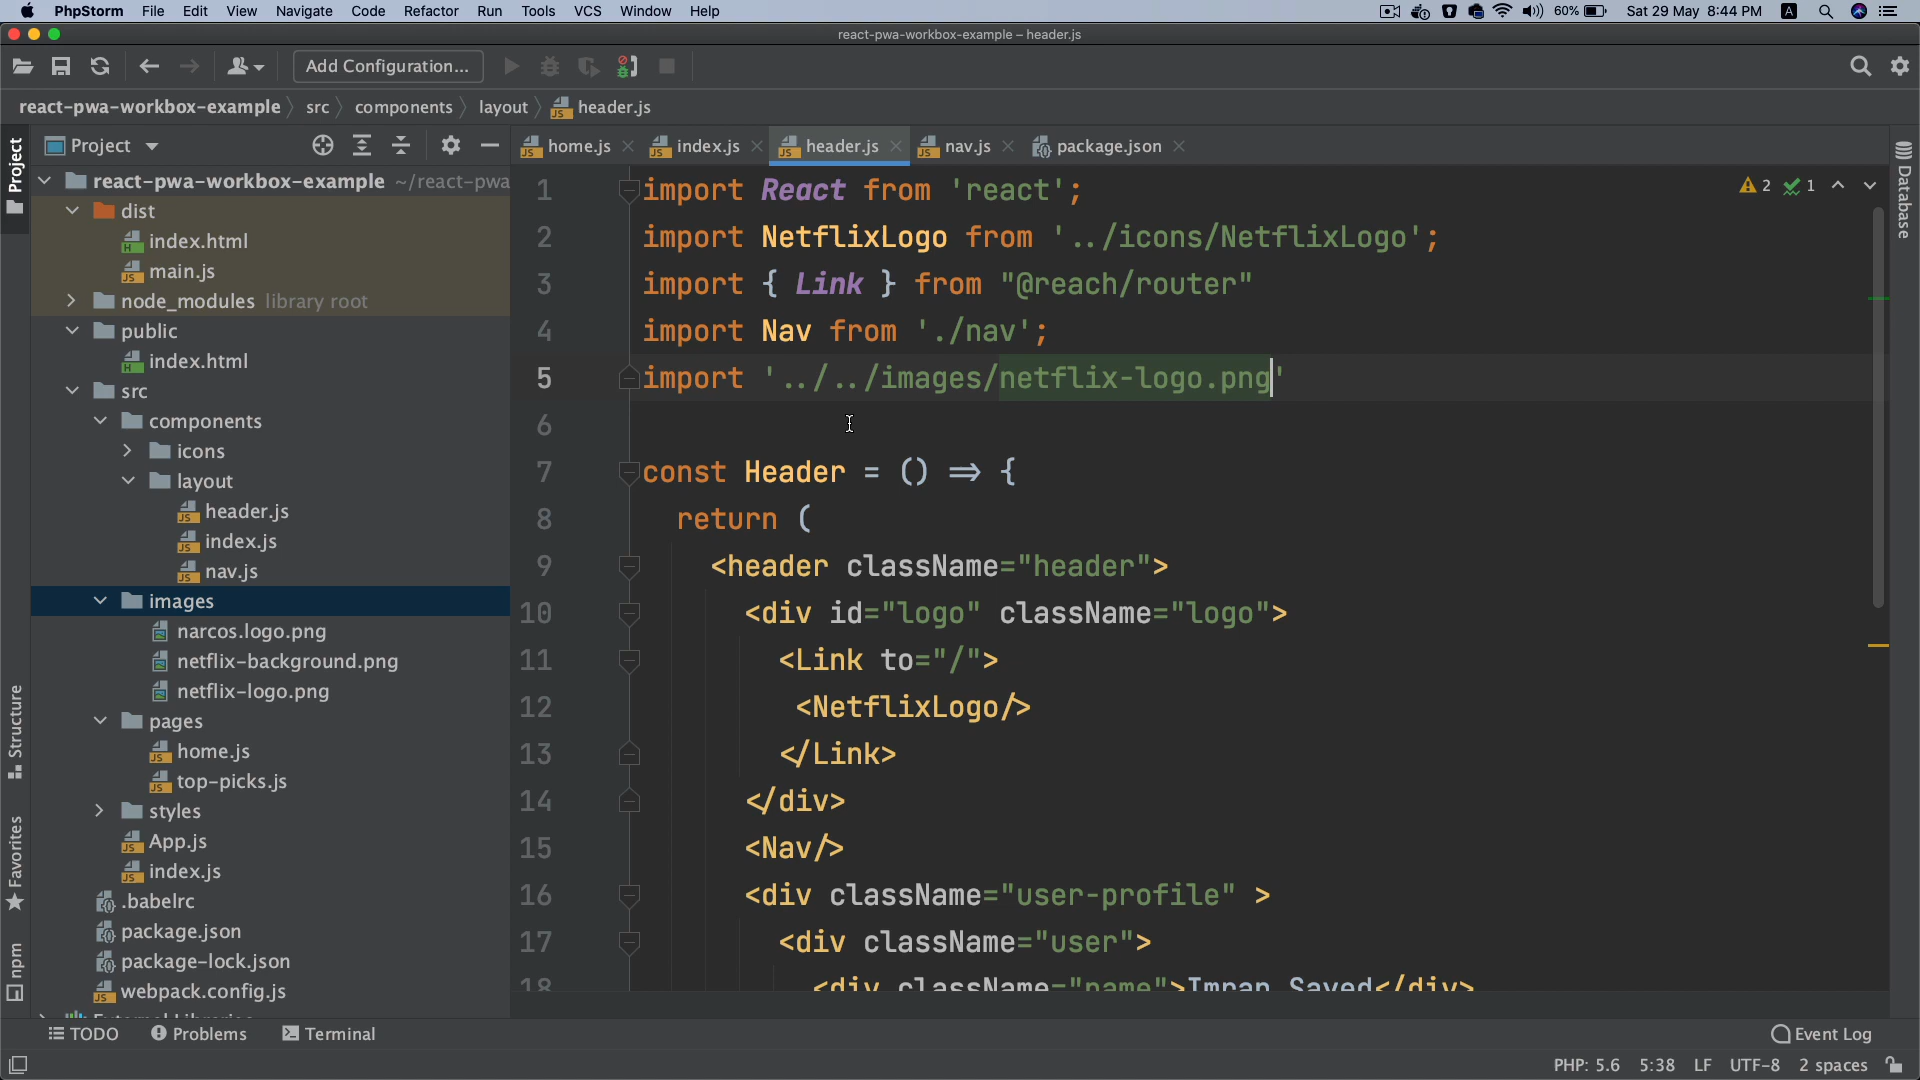 PhpStorm File Edit View Navigate Code Refactor Run Tools VCS Window Help 60% Sat 29 May 8:44 PM A
react-pwa-workbox-example – header.js
Add Configuration...
react-pwa-workbox-example src components layout header.js
Project
home.js index.js header.js nav.js package.json
Project
Structure
Favorites
npm
Database
react-pwa-workbox-example ~/react-pwa
dist
index.html
main.js
node_modules library root
public
index.html
src
components
icons
layout
header.js
index.js
nav.js
images
narcos.logo.png
netflix-background.png
netflix-logo.png
pages
home.js
top-picks.js
styles
App.js
index.js
.babelrc
package.json
package-lock.json
webpack.config.js
2 1
1 import React from 'react';
2 import NetflixLogo from '../icons/NetflixLogo';
3 import { Link } from "@reach/router"
4 import Nav from './nav';
5 import '../../images/netflix-logo.png'
6
7 const Header = () => {
8 return (
9 <header className="header">
10 <div id="logo" className="logo">
11 <Link to="/">
12 <NetflixLogo/>
13 </Link>
14 </div>
15 <Nav/>
16 <div className="user-profile" >
17 <div className="user">
18 <div className="name">Imran Sayed</div>
TODO Problems Terminal Event Log
PHP: 5.6 5:38 LF UTF-8 2 spaces